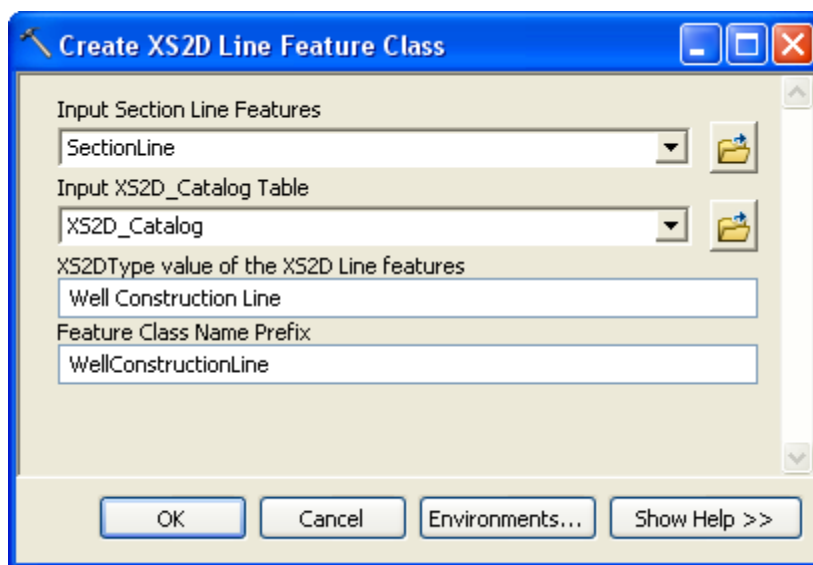 Create XS2D Line Feature Class
Input Section Line Features
SectionLine
Input XS2D_Catalog Table
XS2D_Catalog
XS2DType value of the XS2D Line features
Well Construction Line
Feature Class Name Prefix
WellConstructionLine
OK
Cancel
Environments...
Show Help >>